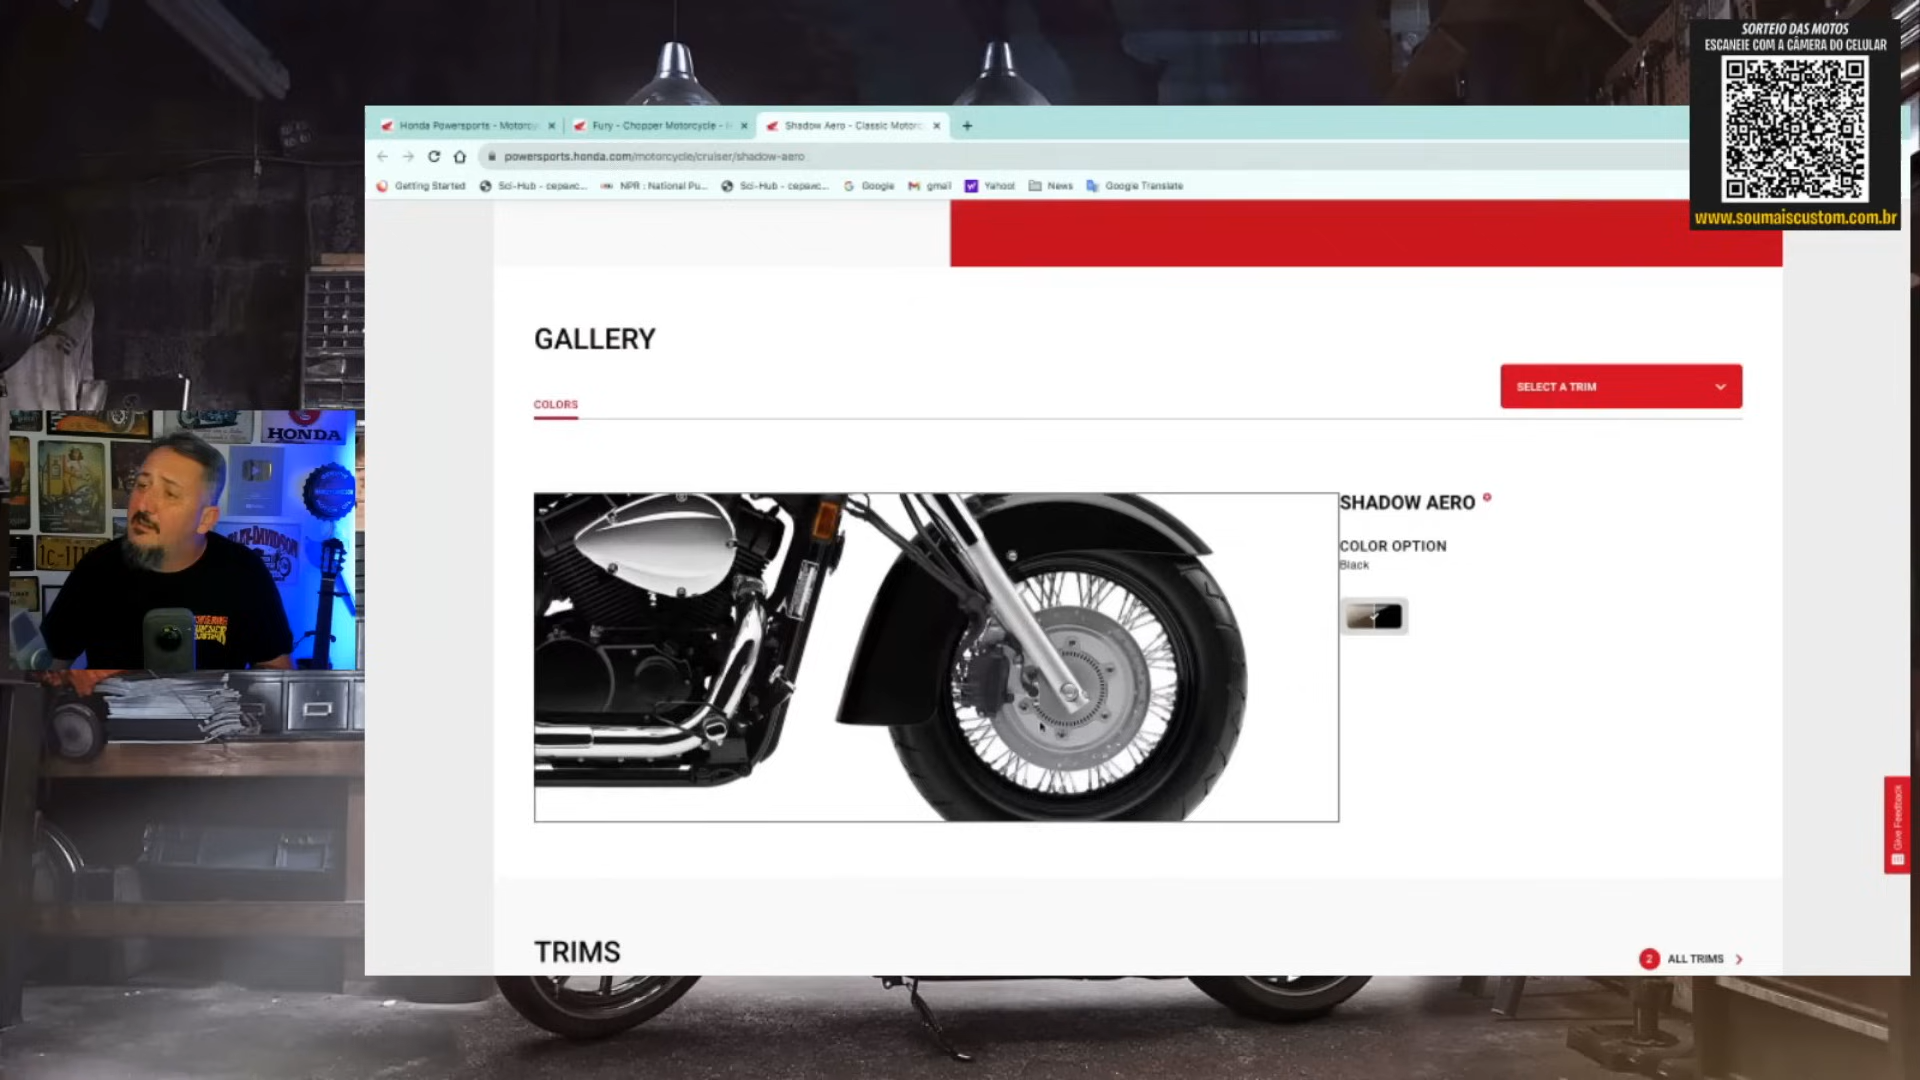 SORTEIO DAS MOTOS
ESCANEIE COM A CÂMERA DO CELULAR
www.soumaiscustom.com.br
Honda Powersports - Motorcy
Fury - Chopper Motorcycle -
Shadow Aero - Classic Motorc
powersports.honda.com/motorcycle/cruiser/shadow-aero
Getting Started
Sci-Hub - сервис...
NPR : National Pu...
Sci-Hub - сервис...
Google
gmail
Yahoo!
News
Google Translate
GALLERY
SELECT A TRIM
COLORS
HONDA
SHADOW AERO
COLOR OPTION
Black
Give Feedback
TRIMS
2 ALL TRIMS